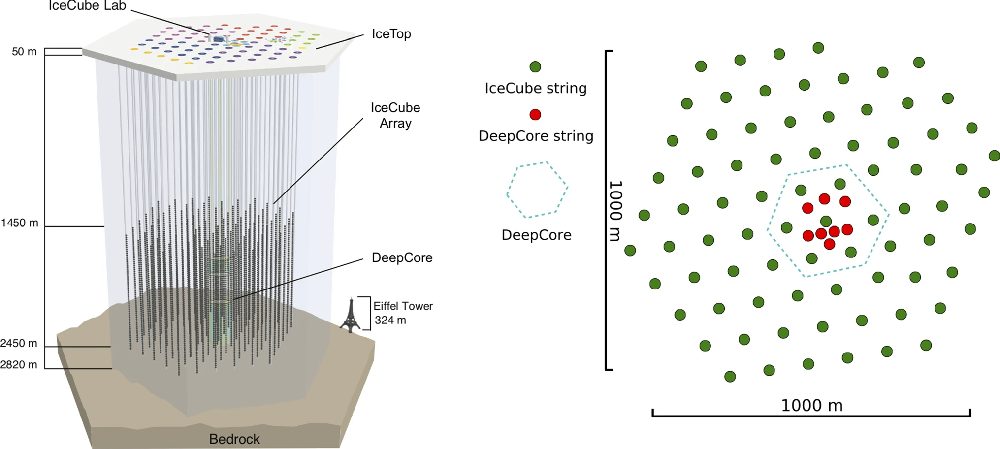 IceCube Lab
50 m
IceTop
IceCube
Array
1450 m
DeepCore
Eiffel Tower
324 m
2450 m
2820 m
Bedrock
IceCube string
DeepCore string
DeepCore
1000 m
1000 m